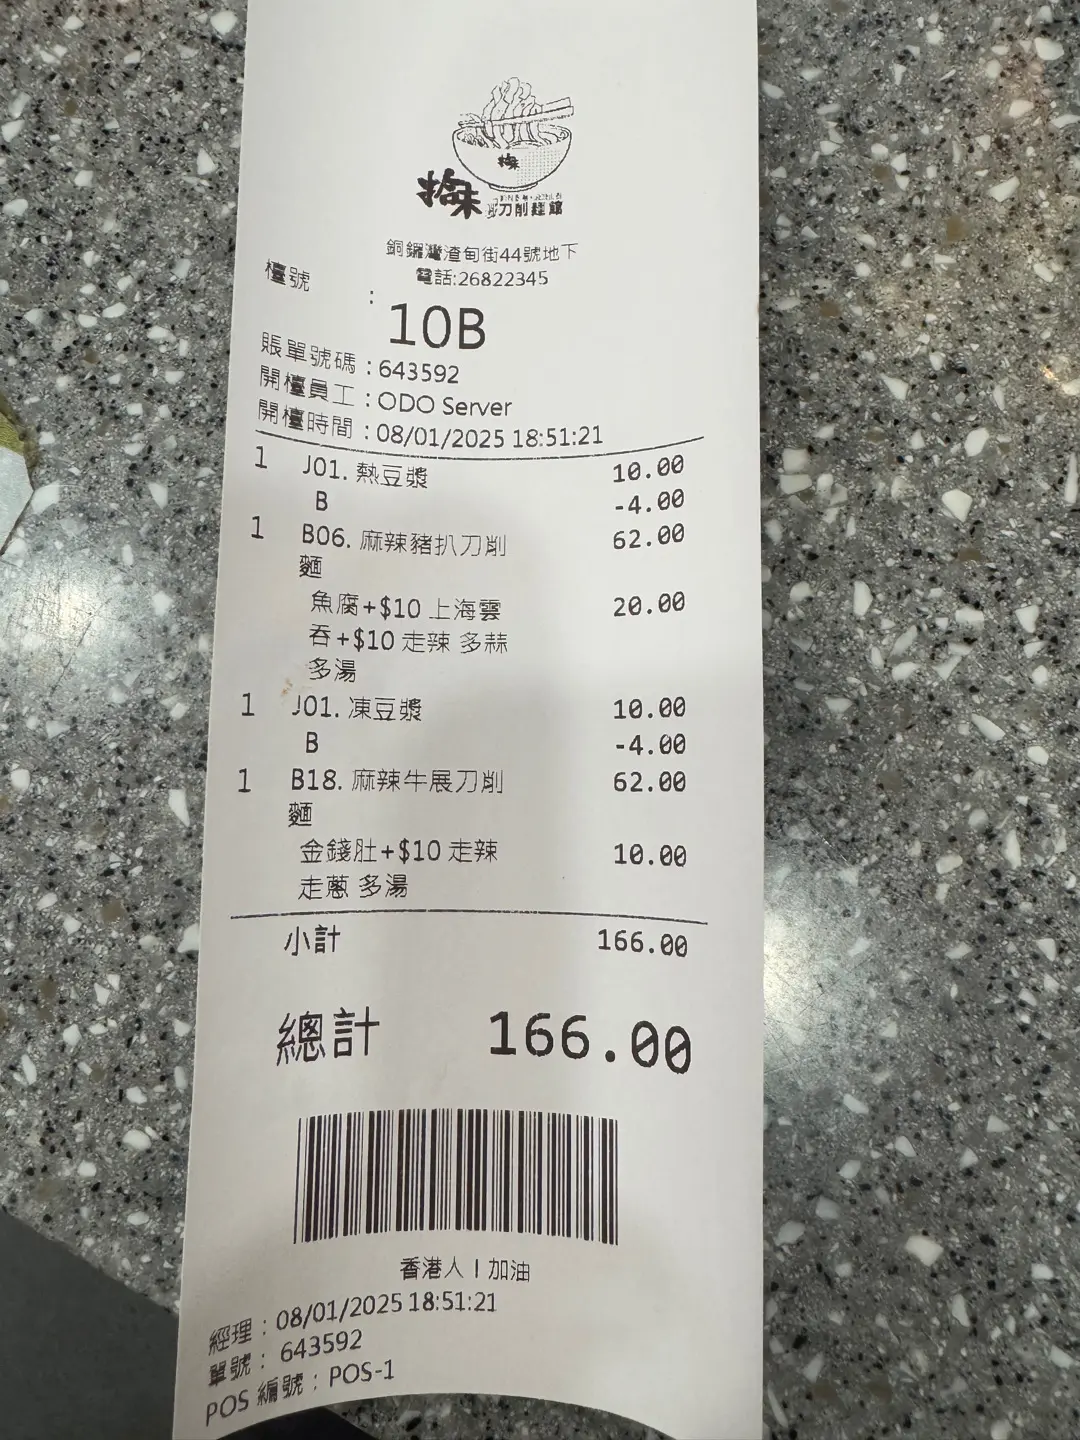 拾味
刀削麵館
銅鑼灣渣甸街44號地下
電話:26822345
檯號 :
10B
賬單號碼 : 643592
開檯員工 : ODO Server
開檯時間 : 08/01/2025 18:51:21
1 J01. 熱豆漿 10.00
B -4.00
1 B06. 麻辣豬扒刀削 62.00
麵
魚腐+$10 上海雲 20.00
吞+$10 走辣 多蒜
多湯
1 J01. 凍豆漿 10.00
B -4.00
1 B18. 麻辣牛展刀削 62.00
麵
金錢肚+$10 走辣 10.00
走蔥 多湯
小計 166.00
總計 166.00
香港人 I 加油
經理 : 08/01/2025 18:51:21
單號 : 643592
POS 編號 : POS-1